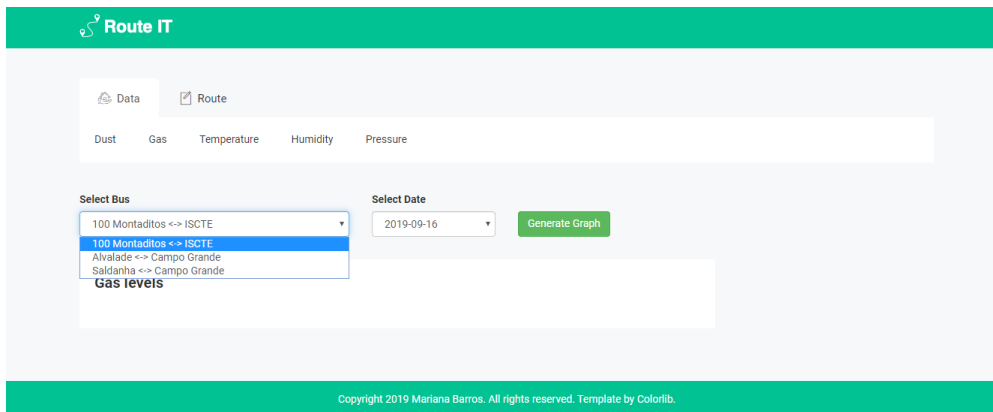 Route IT
Data Route
Dust Gas Temperature Humidity Pressure
Select Bus Select Date
100 Montaditos <-> ISCTE 2019-09-16 Generate Graph
100 Montaditos <-> ISCTE
Alvalade <-> Campo Grande
Saldanha <-> Campo Grande
Gas levels
Copyright 2019 Mariana Barros. All rights reserved. Template by Colorlib.